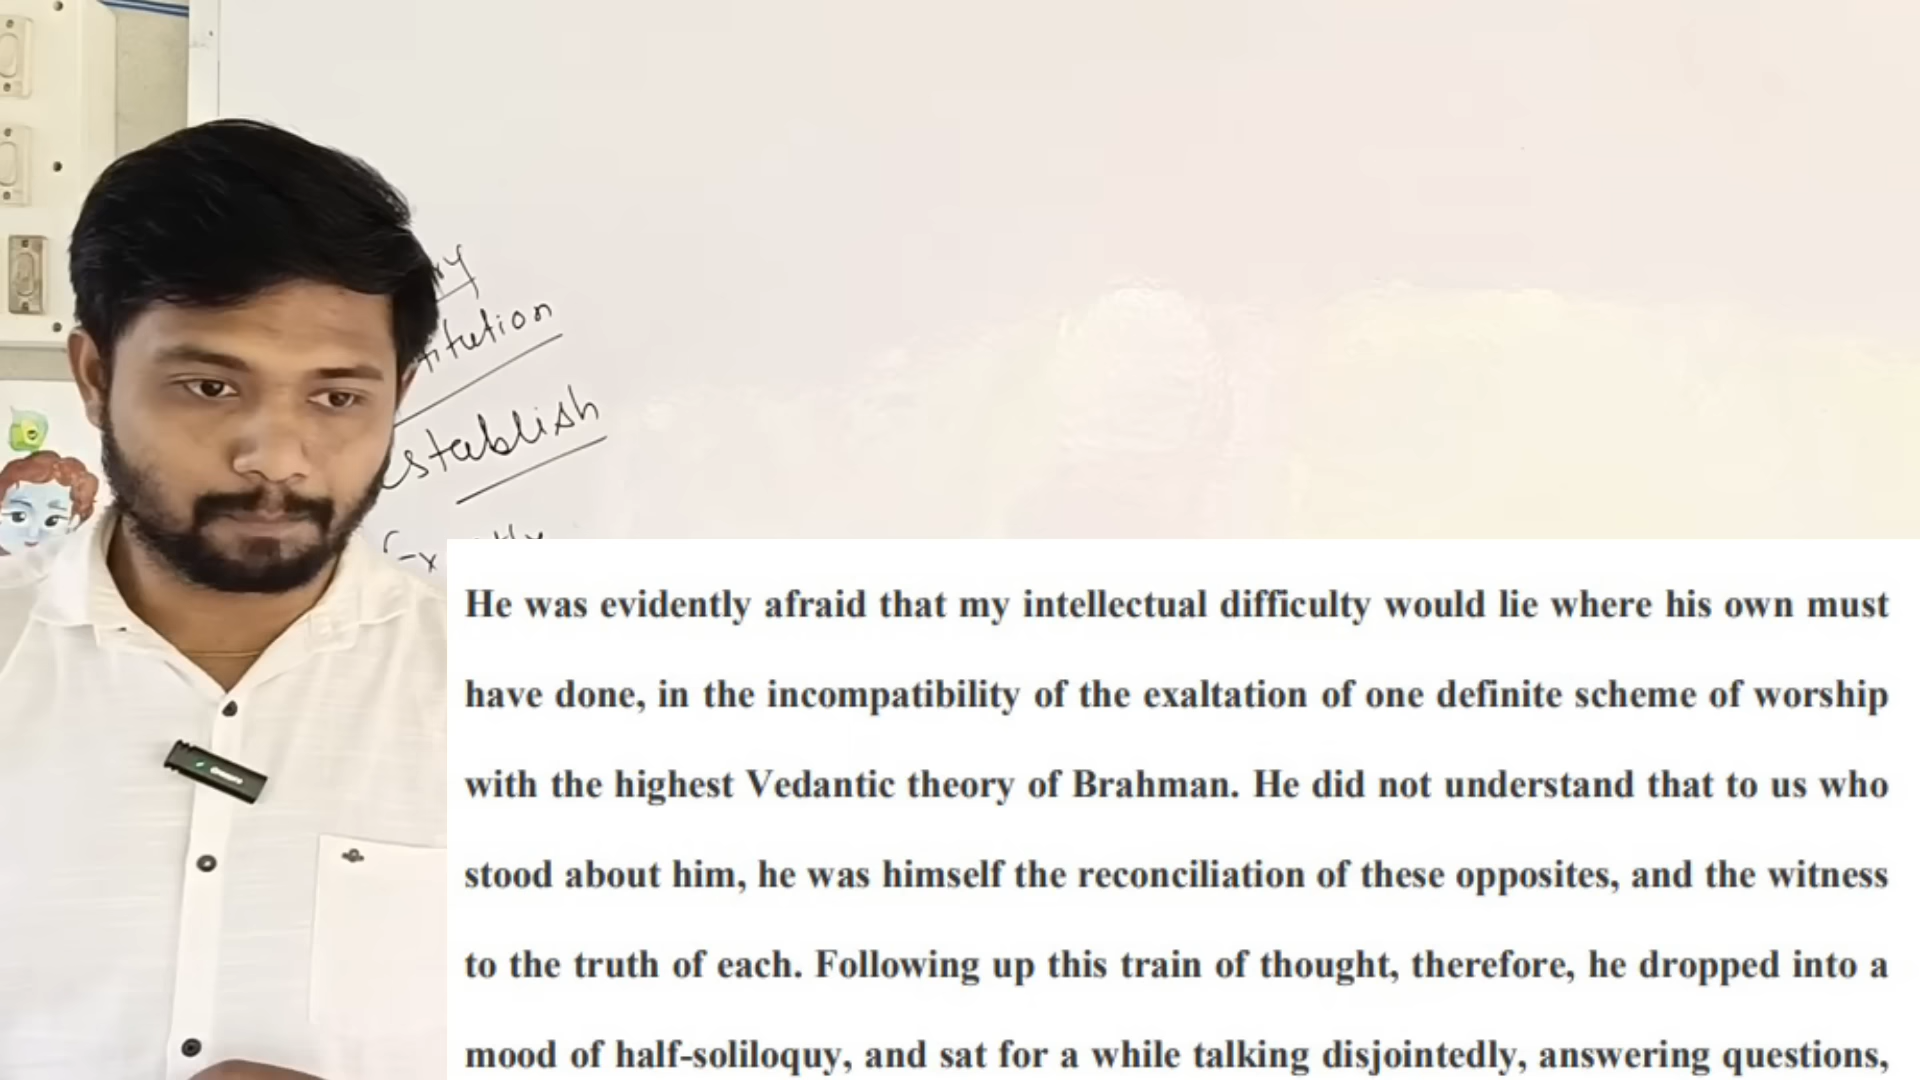 titution
establish
He was evidently afraid that my intellectual difficulty would lie where his own must
have done, in the incompatibility of the exaltation of one definite scheme of worship
with the highest Vedantic theory of Brahman. He did not understand that to us who
stood about him, he was himself the reconciliation of these opposites, and the witness
to the truth of each. Following up this train of thought, therefore, he dropped into a
mood of half-soliloquy, and sat for a while talking disjointedly, answering questions,